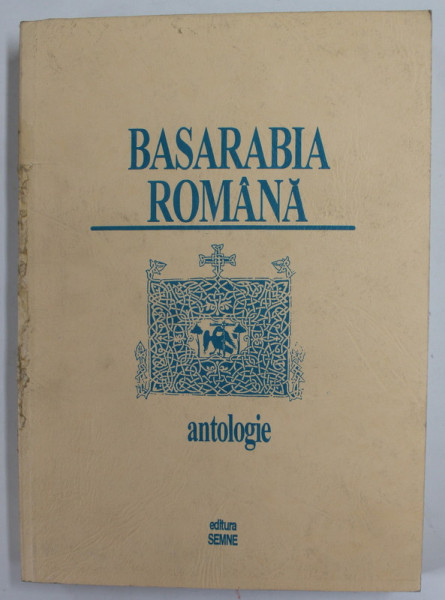 BASARABIA
ROMÂNĂ
antologie
editura
SEMNE